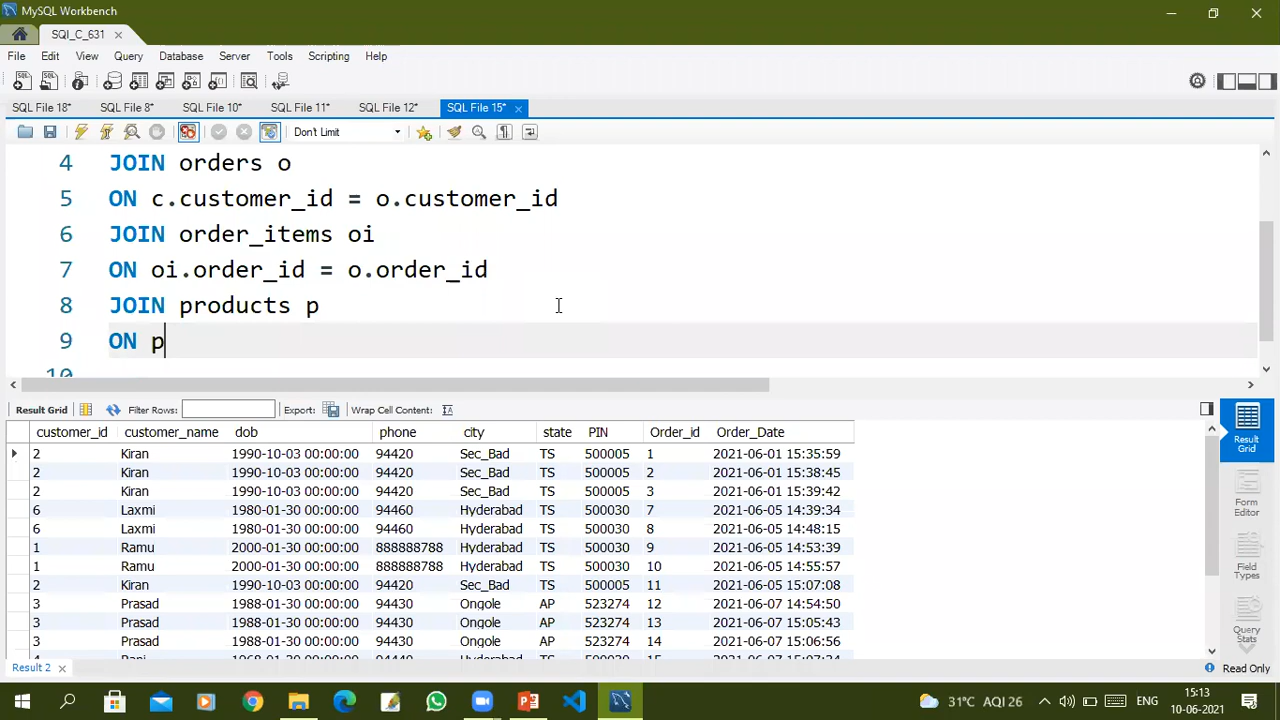 MySQL Workbench
SQl_C_631
File Edit View Query Database Server Tools Scripting Help
SQL File 18* SQL File 8* SQL File 10* SQL File 11* SQL File 12* SQL File 15*
Don't Limit
4 JOIN orders o
5 ON c.customer_id = o.customer_id
6 JOIN order_items oi
7 ON oi.order_id = o.order_id
8 JOIN products p
9 ON p
10
Result Grid Filter Rows: Export: Wrap Cell Content:
customer_id customer_name dob phone city state PIN Order_id Order_Date
2 Kiran 1990-10-03 00:00:00 94420 Sec_Bad TS 500005 1 2021-06-01 15:35:59
2 Kiran 1990-10-03 00:00:00 94420 Sec_Bad TS 500005 2 2021-06-01 15:38:45
2 Kiran 1990-10-03 00:00:00 94420 Sec_Bad TS 500005 3 2021-06-01 15:39:42
6 Laxmi 1980-01-30 00:00:00 94460 Hyderabad TS 500030 7 2021-06-05 14:39:34
6 Laxmi 1980-01-30 00:00:00 94460 Hyderabad TS 500030 8 2021-06-05 14:48:15
1 Ramu 2000-01-30 00:00:00 888888788 Hyderabad TS 500030 9 2021-06-05 14:53:39
1 Ramu 2000-01-30 00:00:00 888888788 Hyderabad TS 500030 10 2021-06-05 14:55:57
2 Kiran 1990-10-03 00:00:00 94420 Sec_Bad TS 500005 11 2021-06-05 15:07:08
3 Prasad 1988-01-30 00:00:00 94430 Ongole AP 523274 12 2021-06-07 14:54:50
3 Prasad 1988-01-30 00:00:00 94430 Ongole AP 523274 13 2021-06-07 15:05:43
3 Prasad 1988-01-30 00:00:00 94430 Ongole AP 523274 14 2021-06-07 15:06:56
Result Grid
Form Editor
Field Types
Query Stats
Result 2
Read Only
31°C AQI 26
ENG
15:13
10-06-2021